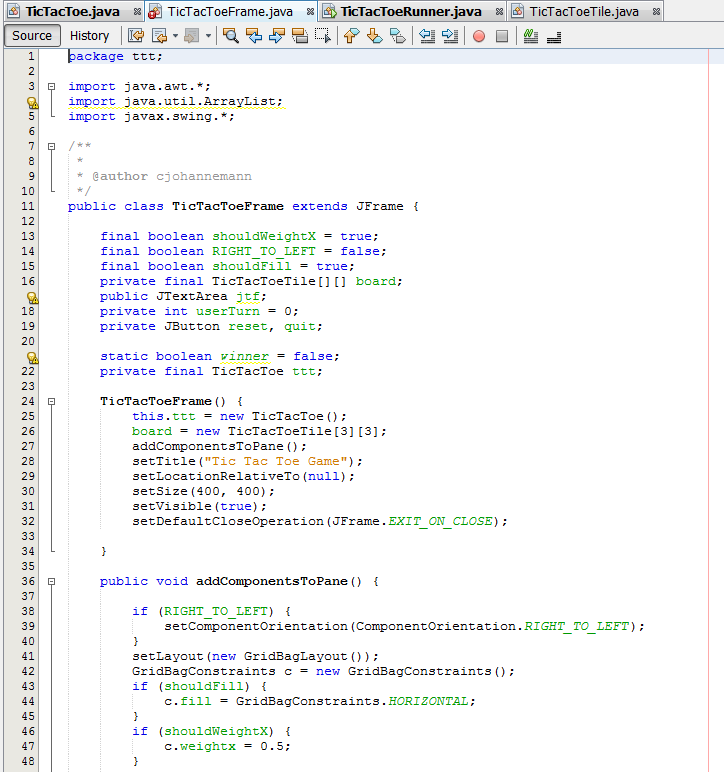 TicTacToe.java TicTacToeFrame.java TicTacToeRunner.java TicTacToeTile.java
Source History
1 package ttt;
2
3 import java.awt.*;
import java.util.ArrayList;
5 import javax.swing.*;
6
7 /**
8 *
9 * @author cjohannemann
10 */
11 public class TicTacToeFrame extends JFrame {
12
13 final boolean shouldWeightX = true;
14 final boolean RIGHT_TO_LEFT = false;
15 final boolean shouldFill = true;
16 private final TicTacToeTile[][] board;
public JTextArea jtf;
18 private int userTurn = 0;
19 private JButton reset, quit;
20
static boolean winner = false;
22 private final TicTacToe ttt;
23
24 TicTacToeFrame() {
25 this.ttt = new TicTacToe();
26 board = new TicTacToeTile[3][3];
27 addComponentsToPane();
28 setTitle("Tic Tac Toe Game");
29 setLocationRelativeTo(null);
30 setSize(400, 400);
31 setVisible(true);
32 setDefaultCloseOperation(JFrame.EXIT_ON_CLOSE);
33
34 }
35
36 public void addComponentsToPane() {
37
38 if (RIGHT_TO_LEFT) {
39 setComponentOrientation(ComponentOrientation.RIGHT_TO_LEFT);
40 }
41 setLayout(new GridBagLayout());
42 GridBagConstraints c = new GridBagConstraints();
43 if (shouldFill) {
44 c.fill = GridBagConstraints.HORIZONTAL;
45 }
46 if (shouldWeightX) {
47 c.weightx = 0.5;
48 }